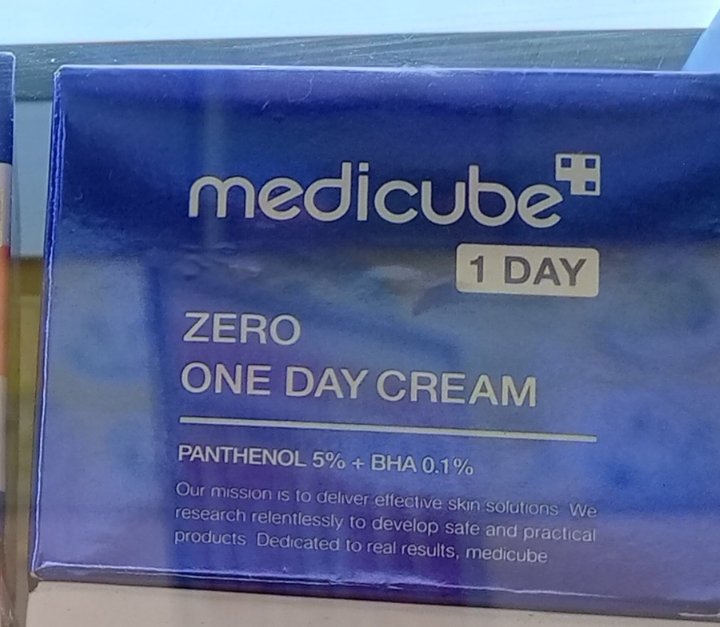 medicube
1 DAY
ZERO
ONE DAY CREAM
PANTHENOL 5% + BHA 0.1%
Our mission is to deliver effective skin solutions. We
research relentlessly to develop safe and practical
products. Dedicated to real results, medicube